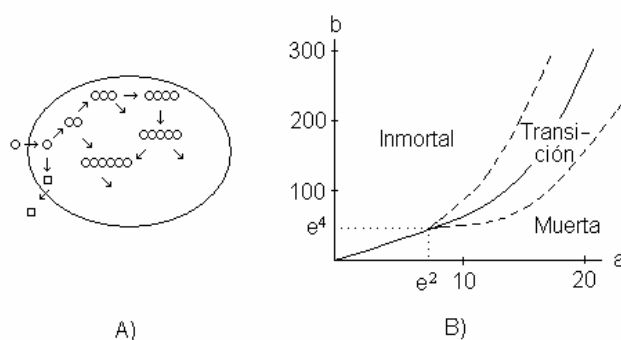 b
300
200
100
e⁴
Inmortal
Transi-
ción
Muerta
e²
10
20
a
A)
B)